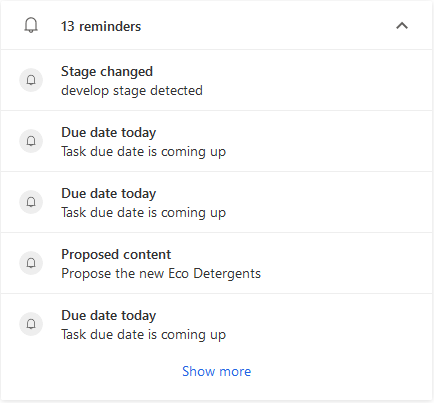 13 reminders
Stage changed
develop stage detected
Due date today
Task due date is coming up
Due date today
Task due date is coming up
Proposed content
Propose the new Eco Detergents
Due date today
Task due date is coming up
Show more